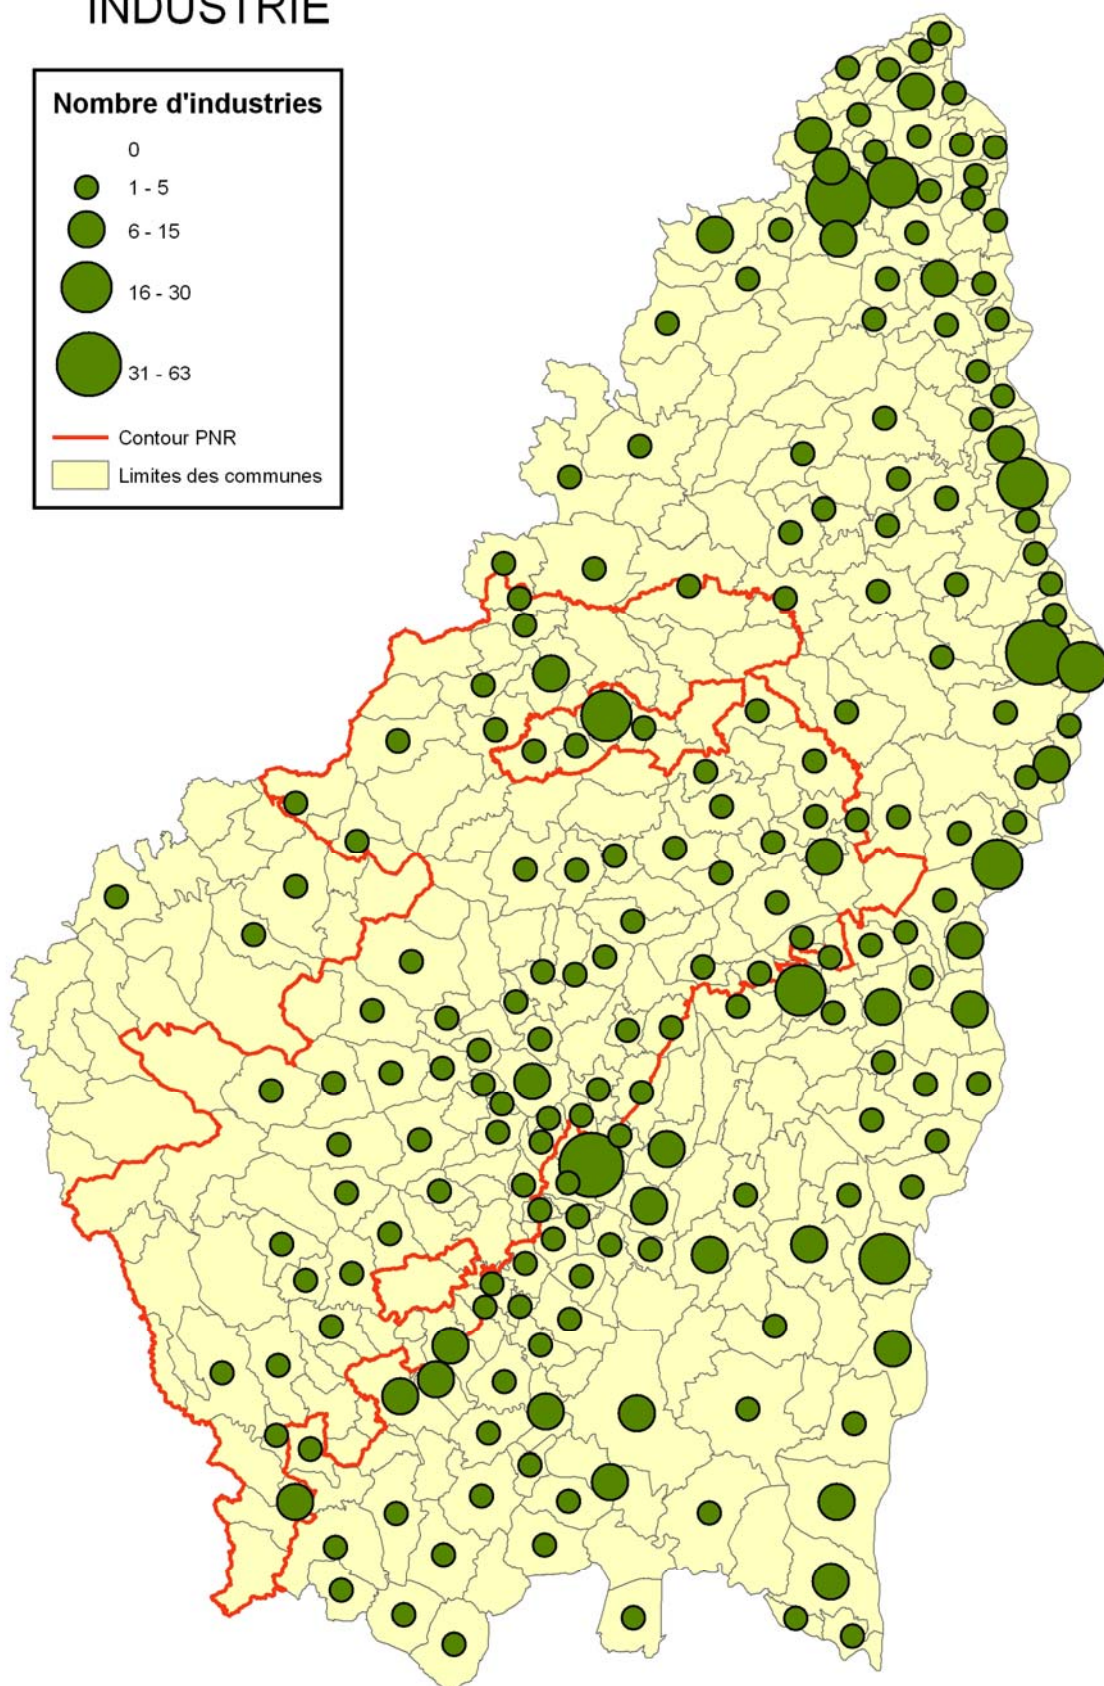 INDUSTRIE
Nombre d'industries
0
1 - 5
6 - 15
16 - 30
31 - 63
Contour PNR
Limites des communes